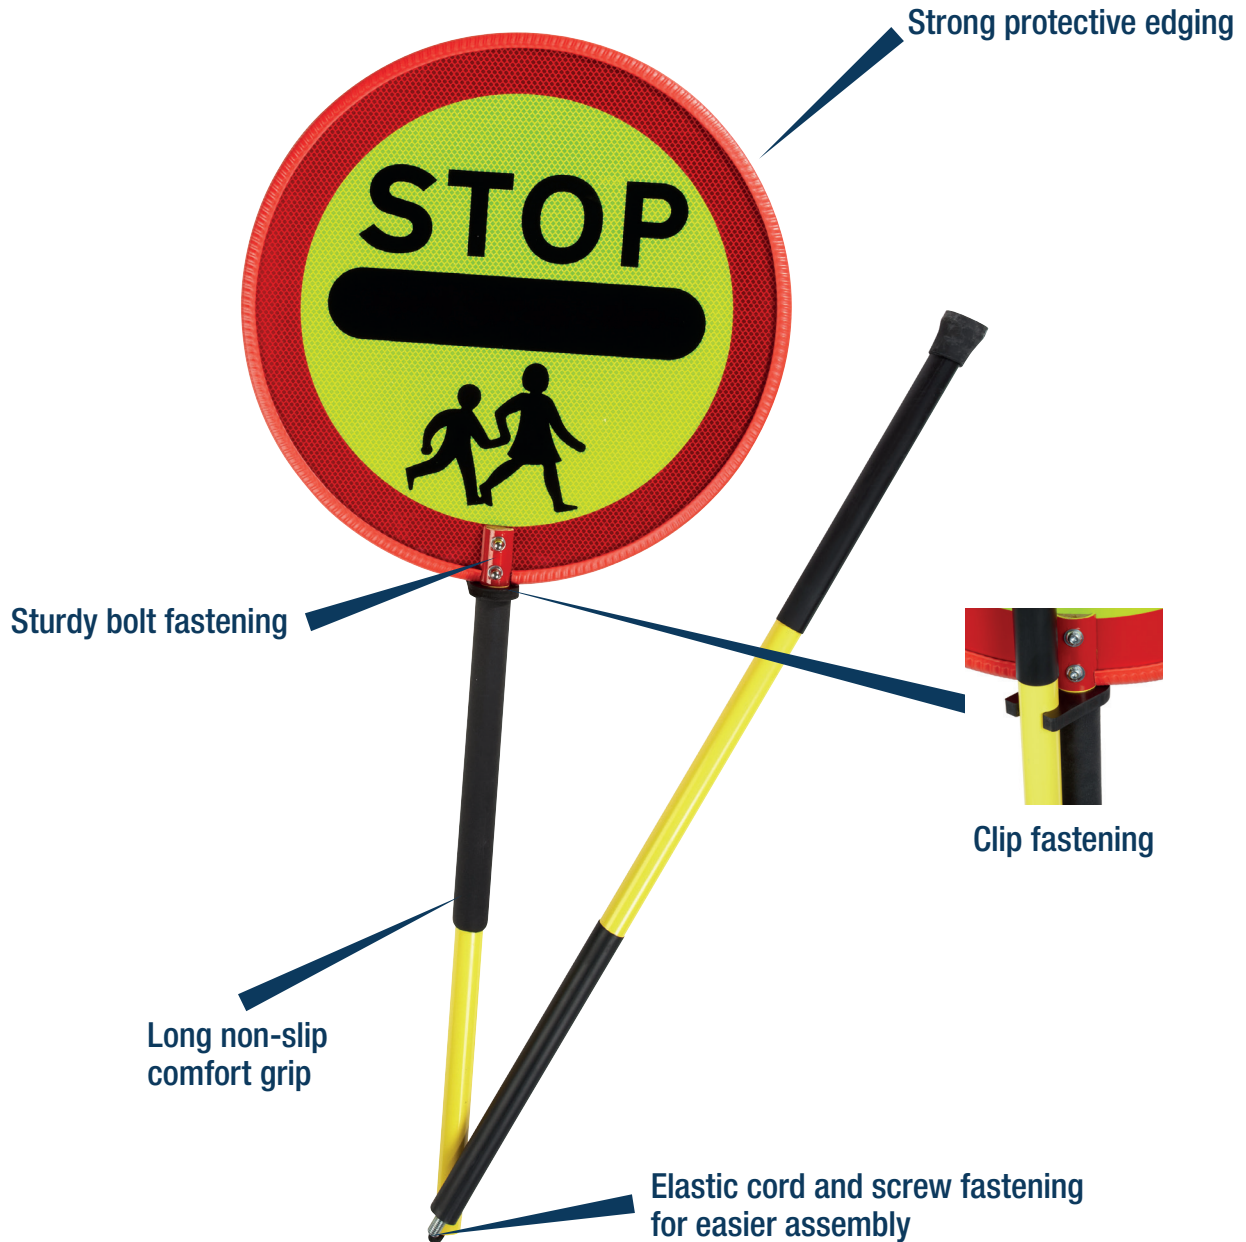 Strong protective edging
STOP
Sturdy bolt fastening
Clip fastening
Long non-slip
comfort grip
Elastic cord and screw fastening
for easier assembly